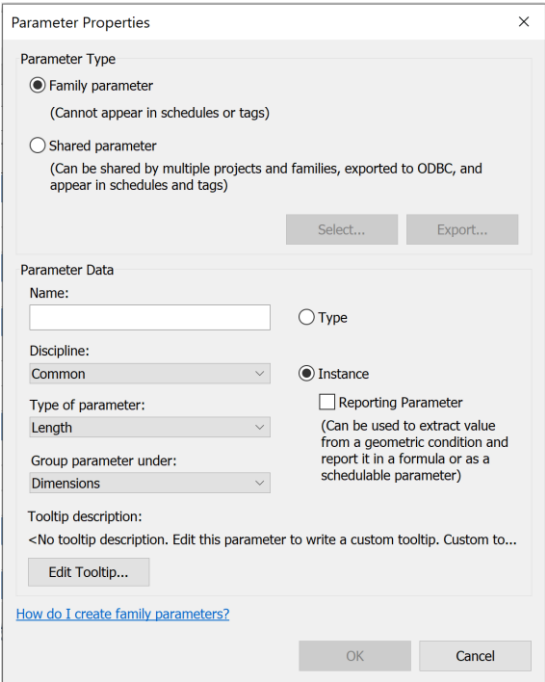 Parameter Properties
Parameter Type
Family parameter
(Cannot appear in schedules or tags)
Shared parameter
(Can be shared by multiple projects and families, exported to ODBC, and
appear in schedules and tags)
Select...
Export...
Parameter Data
Name:
Type
Discipline:
Common
Instance
Reporting Parameter
Type of parameter:
Length
(Can be used to extract value
from a geometric condition and
report it in a formula or as a
schedulable parameter)
Group parameter under:
Dimensions
Tooltip description:
<No tooltip description. Edit this parameter to write a custom tooltip. Custom to...
Edit Tooltip...
How do I create family parameters?
OK
Cancel